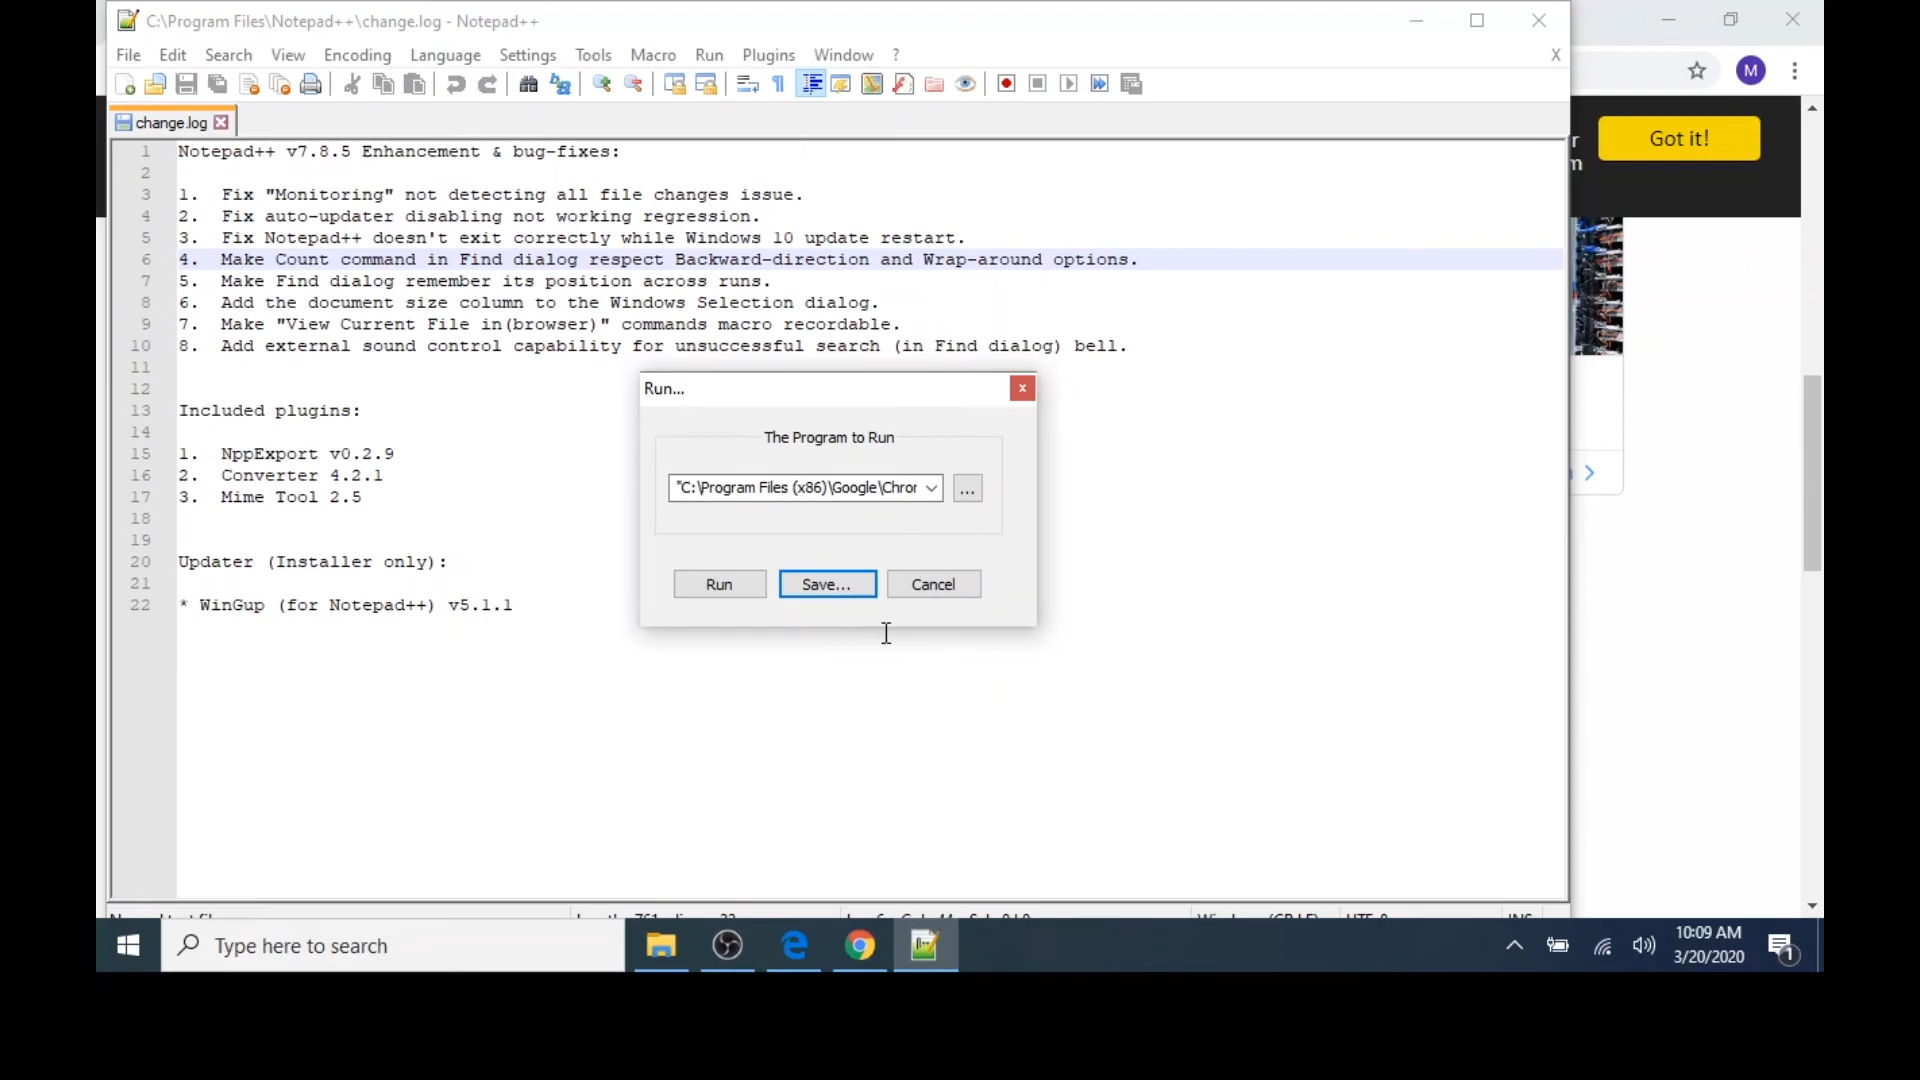 C:\Program Files\Notepad++\change.log - Notepad++
File Edit Search View Encoding Language Settings Tools Macro Run Plugins Window ? X
M
change.log
Got it!
1 Notepad++ v7.8.5 Enhancement & bug-fixes:
2
3 1. Fix "Monitoring" not detecting all file changes issue.
4 2. Fix auto-updater disabling not working regression.
5 3. Fix Notepad++ doesn't exit correctly while Windows 10 update restart.
6 4. Make Count command in Find dialog respect Backward-direction and Wrap-around options.
7 5. Make Find dialog remember its position across runs.
8 6. Add the document size column to the Windows Selection dialog.
9 7. Make "View Current File in(browser)" commands macro recordable.
10 8. Add external sound control capability for unsuccessful search (in Find dialog) bell.
11
12
13 Included plugins:
14
15 1. NppExport v0.2.9
16 2. Converter 4.2.1
17 3. Mime Tool 2.5
18
19
20 Updater (Installer only):
21
22 * WinGup (for Notepad++) v5.1.1
Run...
The Program to Run
"C:\Program Files (x86)\Google\Chror
...
Run Save... Cancel
Type here to search
10:09 AM
3/20/2020
1